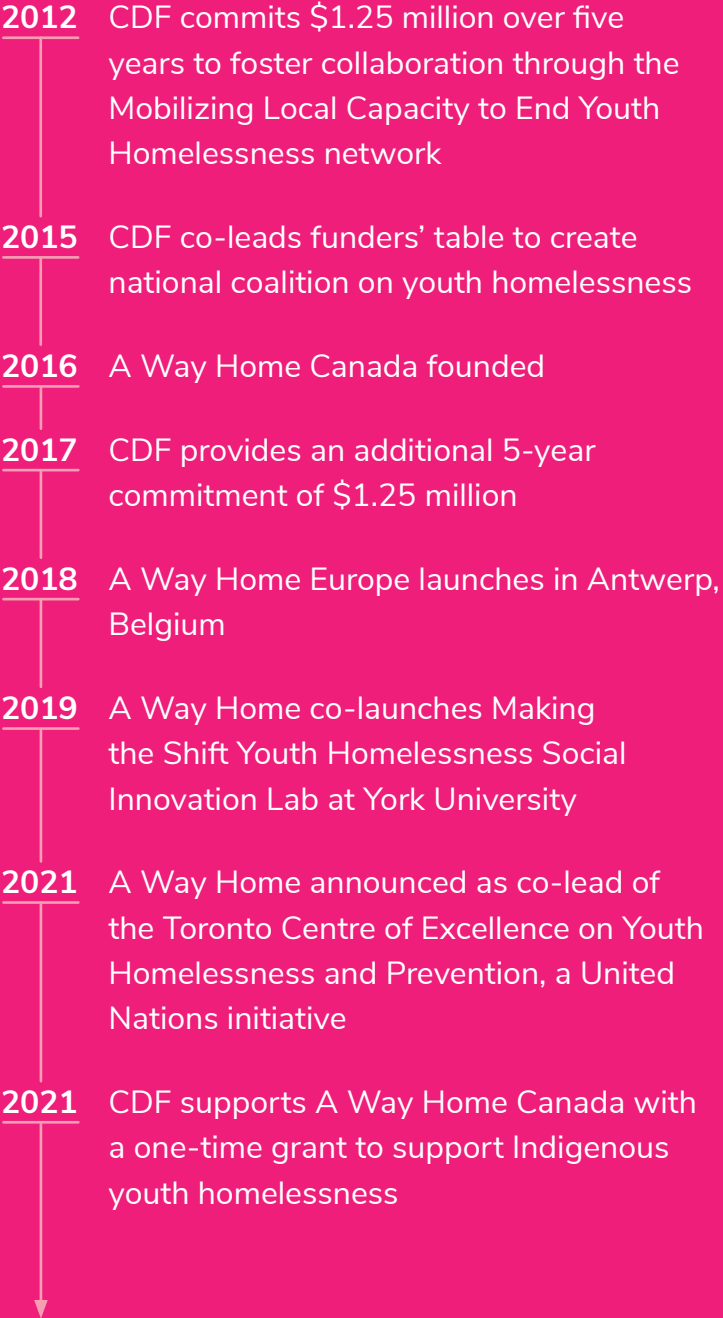 2012 CDF commits $1.25 million over five
years to foster collaboration through the
Mobilizing Local Capacity to End Youth
Homelessness network
2015 CDF co-leads funders’ table to create
national coalition on youth homelessness
2016 A Way Home Canada founded
2017 CDF provides an additional 5-year
commitment of $1.25 million
2018 A Way Home Europe launches in Antwerp,
Belgium
2019 A Way Home co-launches Making
the Shift Youth Homelessness Social
Innovation Lab at York University
2021 A Way Home announced as co-lead of
the Toronto Centre of Excellence on Youth
Homelessness and Prevention, a United
Nations initiative
2021 CDF supports A Way Home Canada with
a one-time grant to support Indigenous
youth homelessness